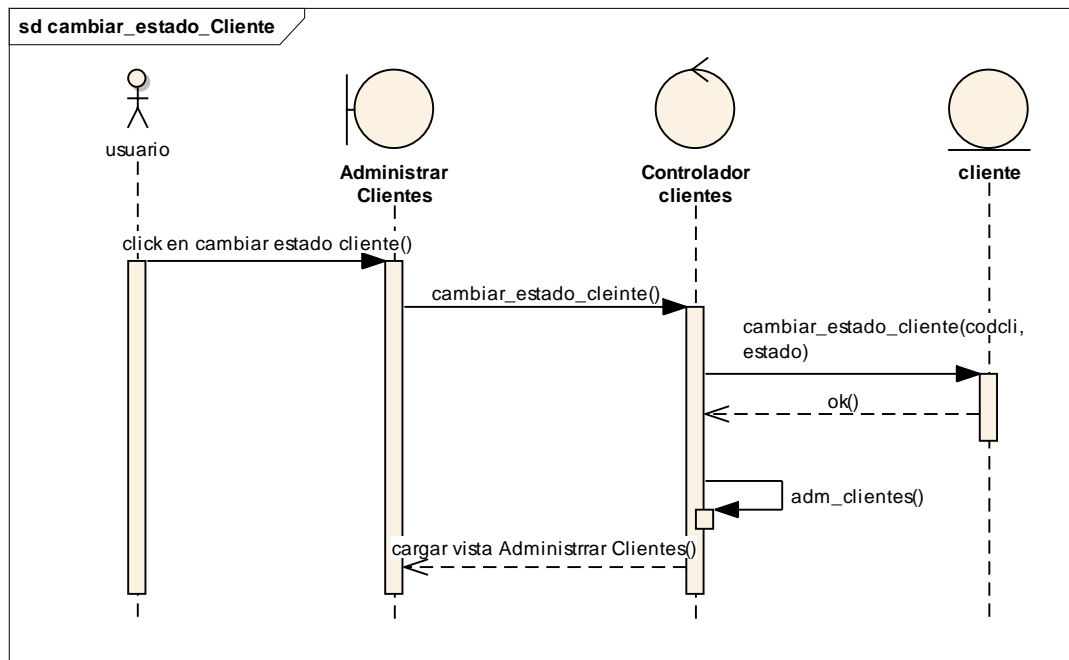 sd cambiar_estado_Cliente
usuario
Administrar
Clientes
Controlador
clientes
cliente
click en cambiar estado cliente()
cambiar_estado_cleinte()
cambiar_estado_cliente(codcli,
estado)
ok()
adm_clientes()
cargar vista Administrrar Clientes()